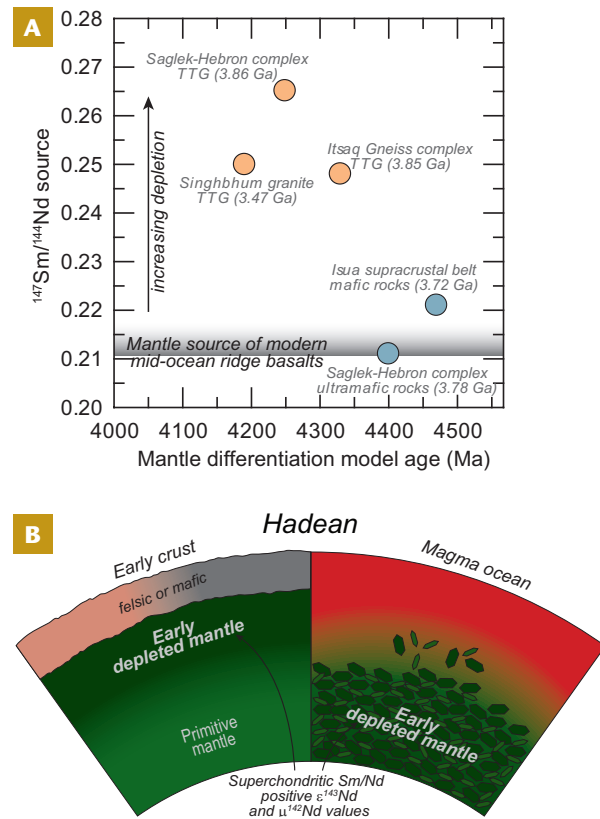 A
147Sm/144Nd source
0.28
0.27
0.26
0.25
0.24
0.23
0.22
0.21
0.20
increasing depletion
Saglek-Hebron complex
TTG (3.86 Ga)
Itsaq Gneiss complex
TTG (3.85 Ga)
Singhbhum granite
TTG (3.47 Ga)
Isua supracrustal belt
mafic rocks (3.72 Ga)
Mantle source of modern
mid-ocean ridge basalts
Saglek-Hebron complex
ultramafic rocks (3.78 Ga)
4000 4100 4200 4300 4400 4500
Mantle differentiation model age (Ma)
B
Hadean
Early crust
Magma ocean
felsic or mafic
Early
depleted mantle
Primitive
mantle
Early
depleted mantle
Superchondritic Sm/Nd
positive ε143Nd
and μ142Nd values